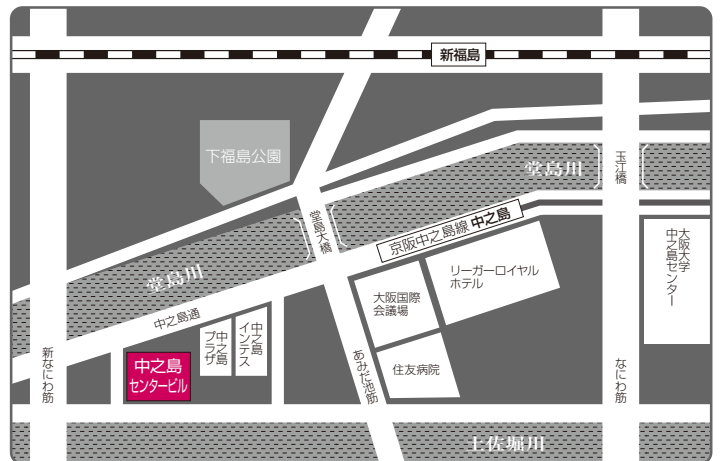 新福島
下福島公園
堂島川
玉江橋
堂島大橋
京阪中之島線 中之島
大阪大学
中之島センター
リーガーロイヤル
ホテル
堂島川
大阪国際
会議場
中之島通
中之島
インテス
中之島
プラザ
新なにわ筋
中之島
センタービル
あみだ池筋
住友病院
なにわ筋
土佐堀川